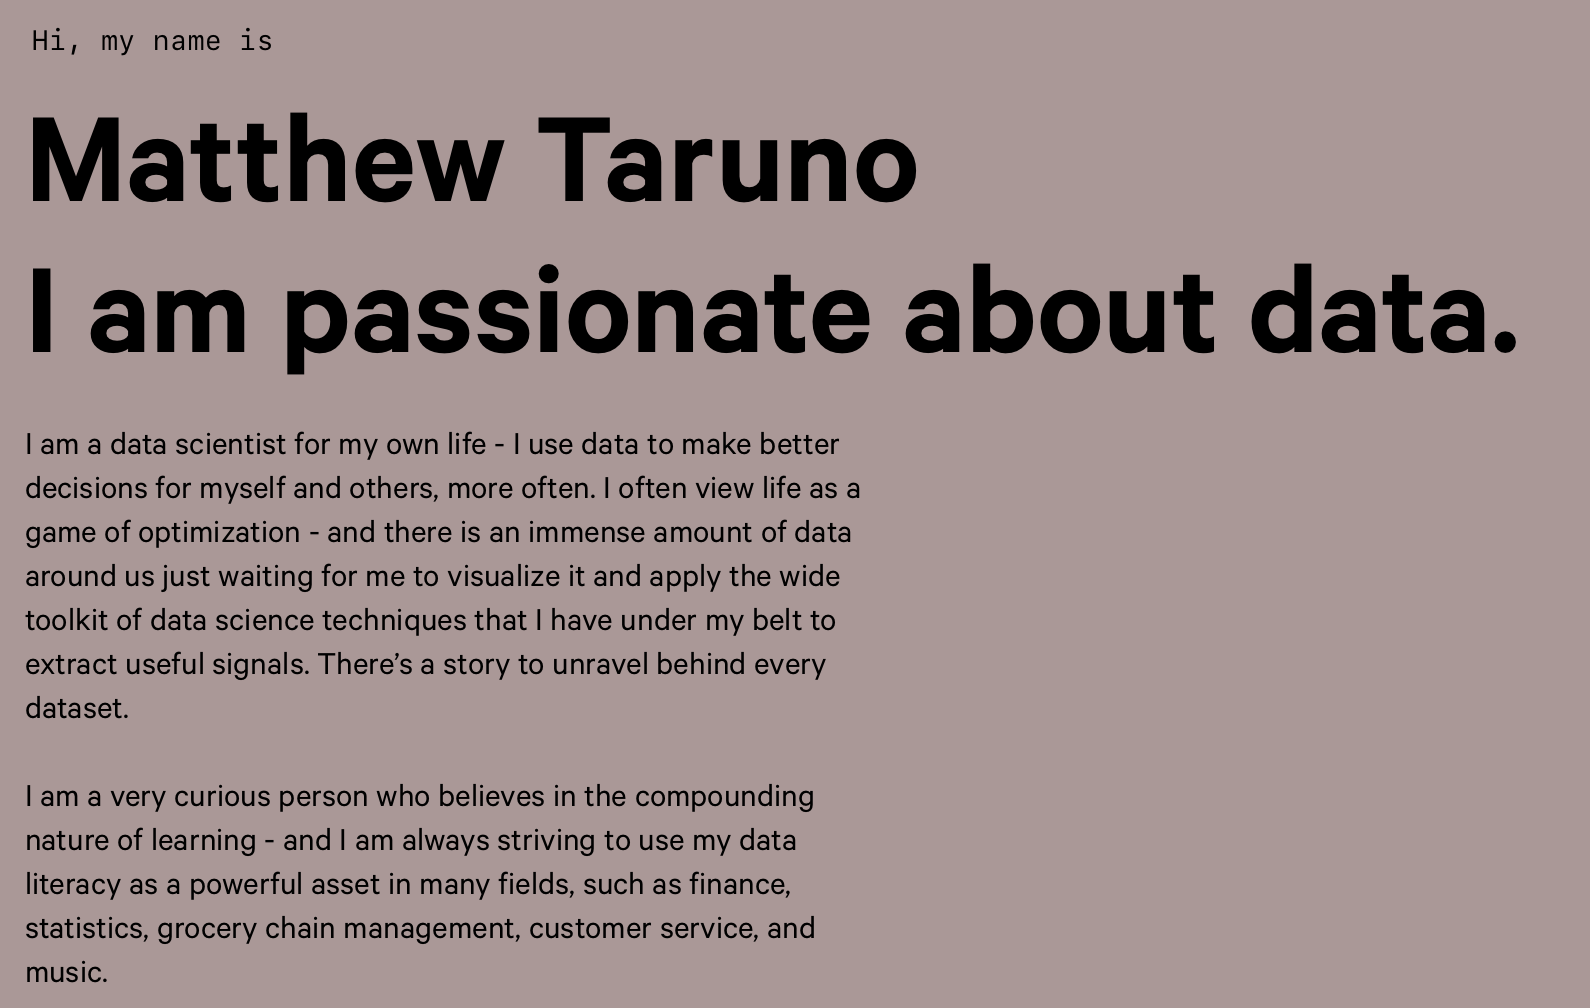 Hi, my name is
Matthew Taruno
I am passionate about data.
I am a data scientist for my own life - I use data to make better
decisions for myself and others, more often. I often view life as a
game of optimization - and there is an immense amount of data
around us just waiting for me to visualize it and apply the wide
toolkit of data science techniques that I have under my belt to
extract useful signals. There’s a story to unravel behind every
dataset.
I am a very curious person who believes in the compounding
nature of learning - and I am always striving to use my data
literacy as a powerful asset in many fields, such as finance,
statistics, grocery chain management, customer service, and
music.